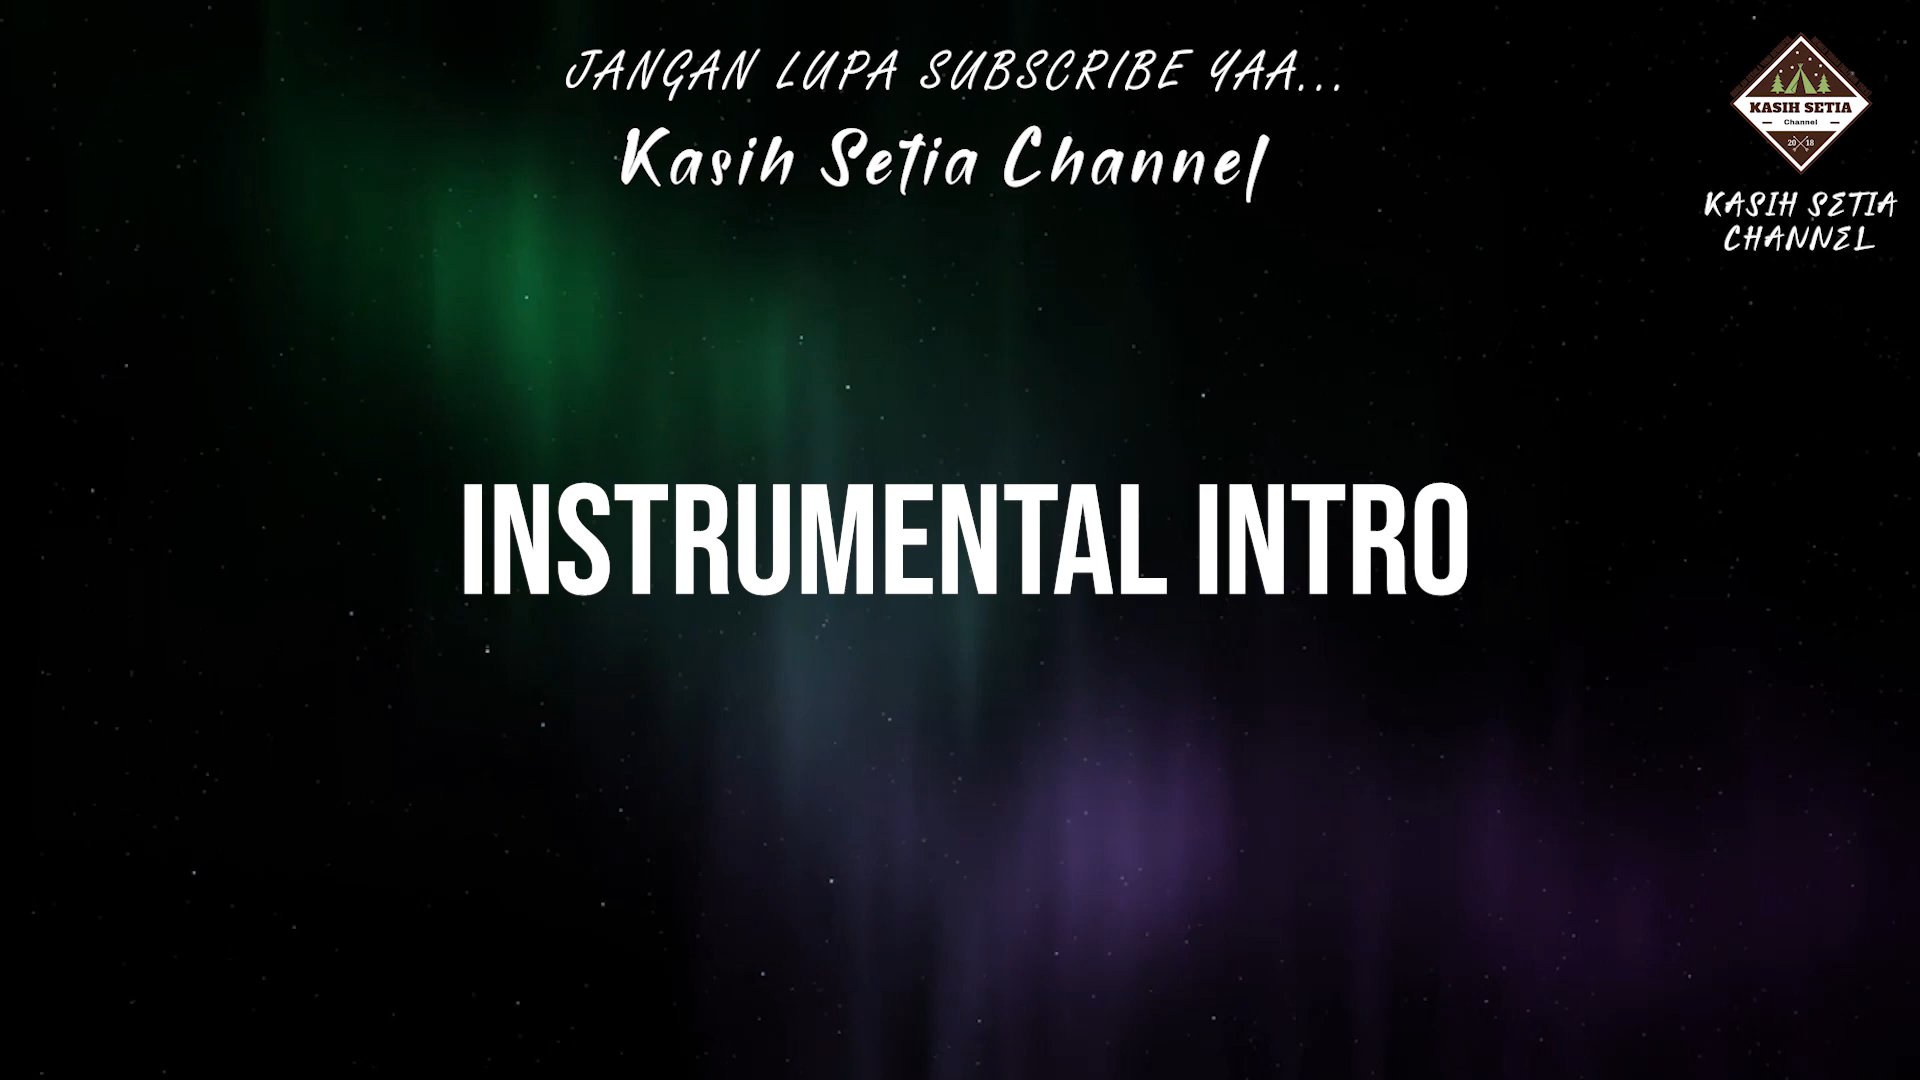 JANGAN LUPA SUBSCRIBE YAA...
Kasih Setia Channel
KASIH SETIA
Channel
20 18
KASIH SETIA
CHANNEL
INSTRUMENTAL INTRO